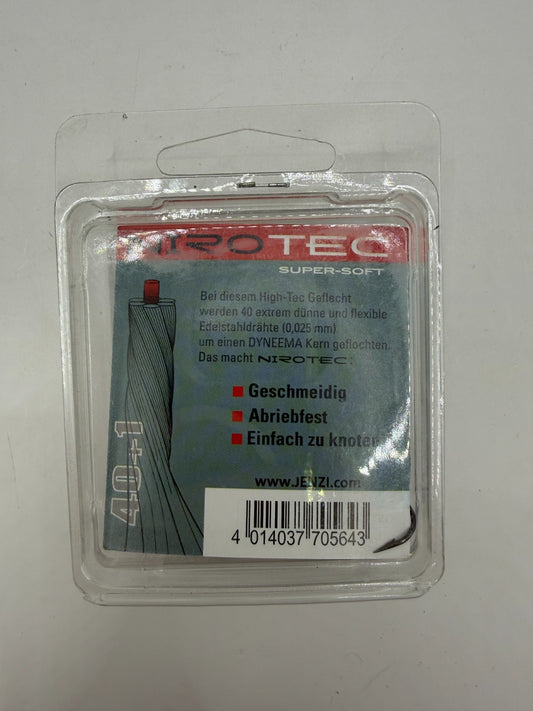 NIROTEC
SUPER-SOFT
Bei diesem High-Tec Geflecht
werden 40 extrem dünne und flexible
Edelstahldrähte (0,025 mm)
um einen DYNEEMA Kern geflochten.
Das macht NIROTEC:
Geschmeidig
Abriebfest
Einfach zu knoten
40+1
www.JENZI.com
4 014037 705643